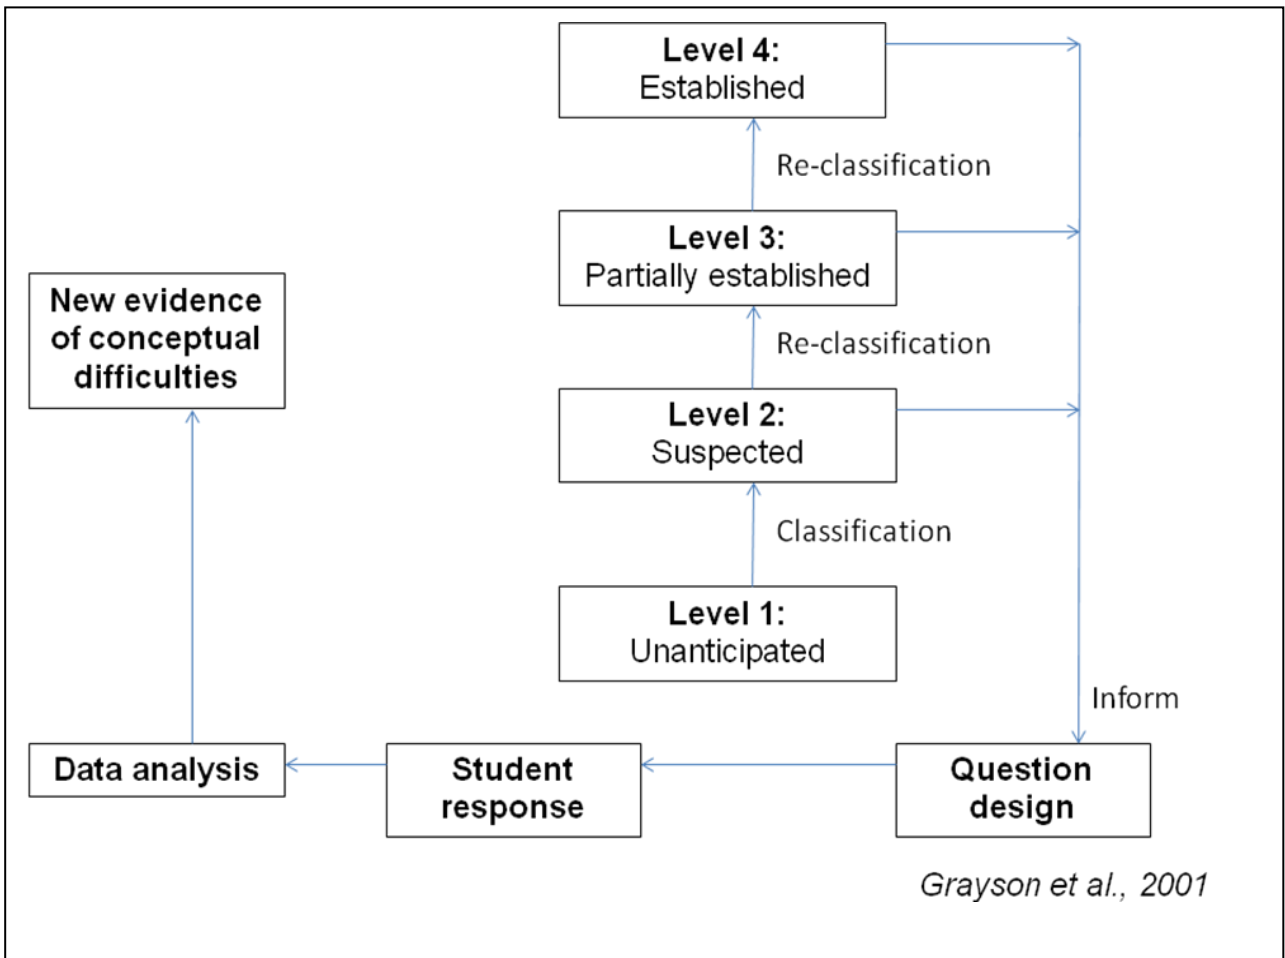 Level 4:
Established
Re-classification
Level 3:
Partially established
New evidence
of conceptual
difficulties
Re-classification
Level 2:
Suspected
Classification
Level 1:
Unanticipated
Inform
Data analysis
Student
response
Question
design
Grayson et al., 2001